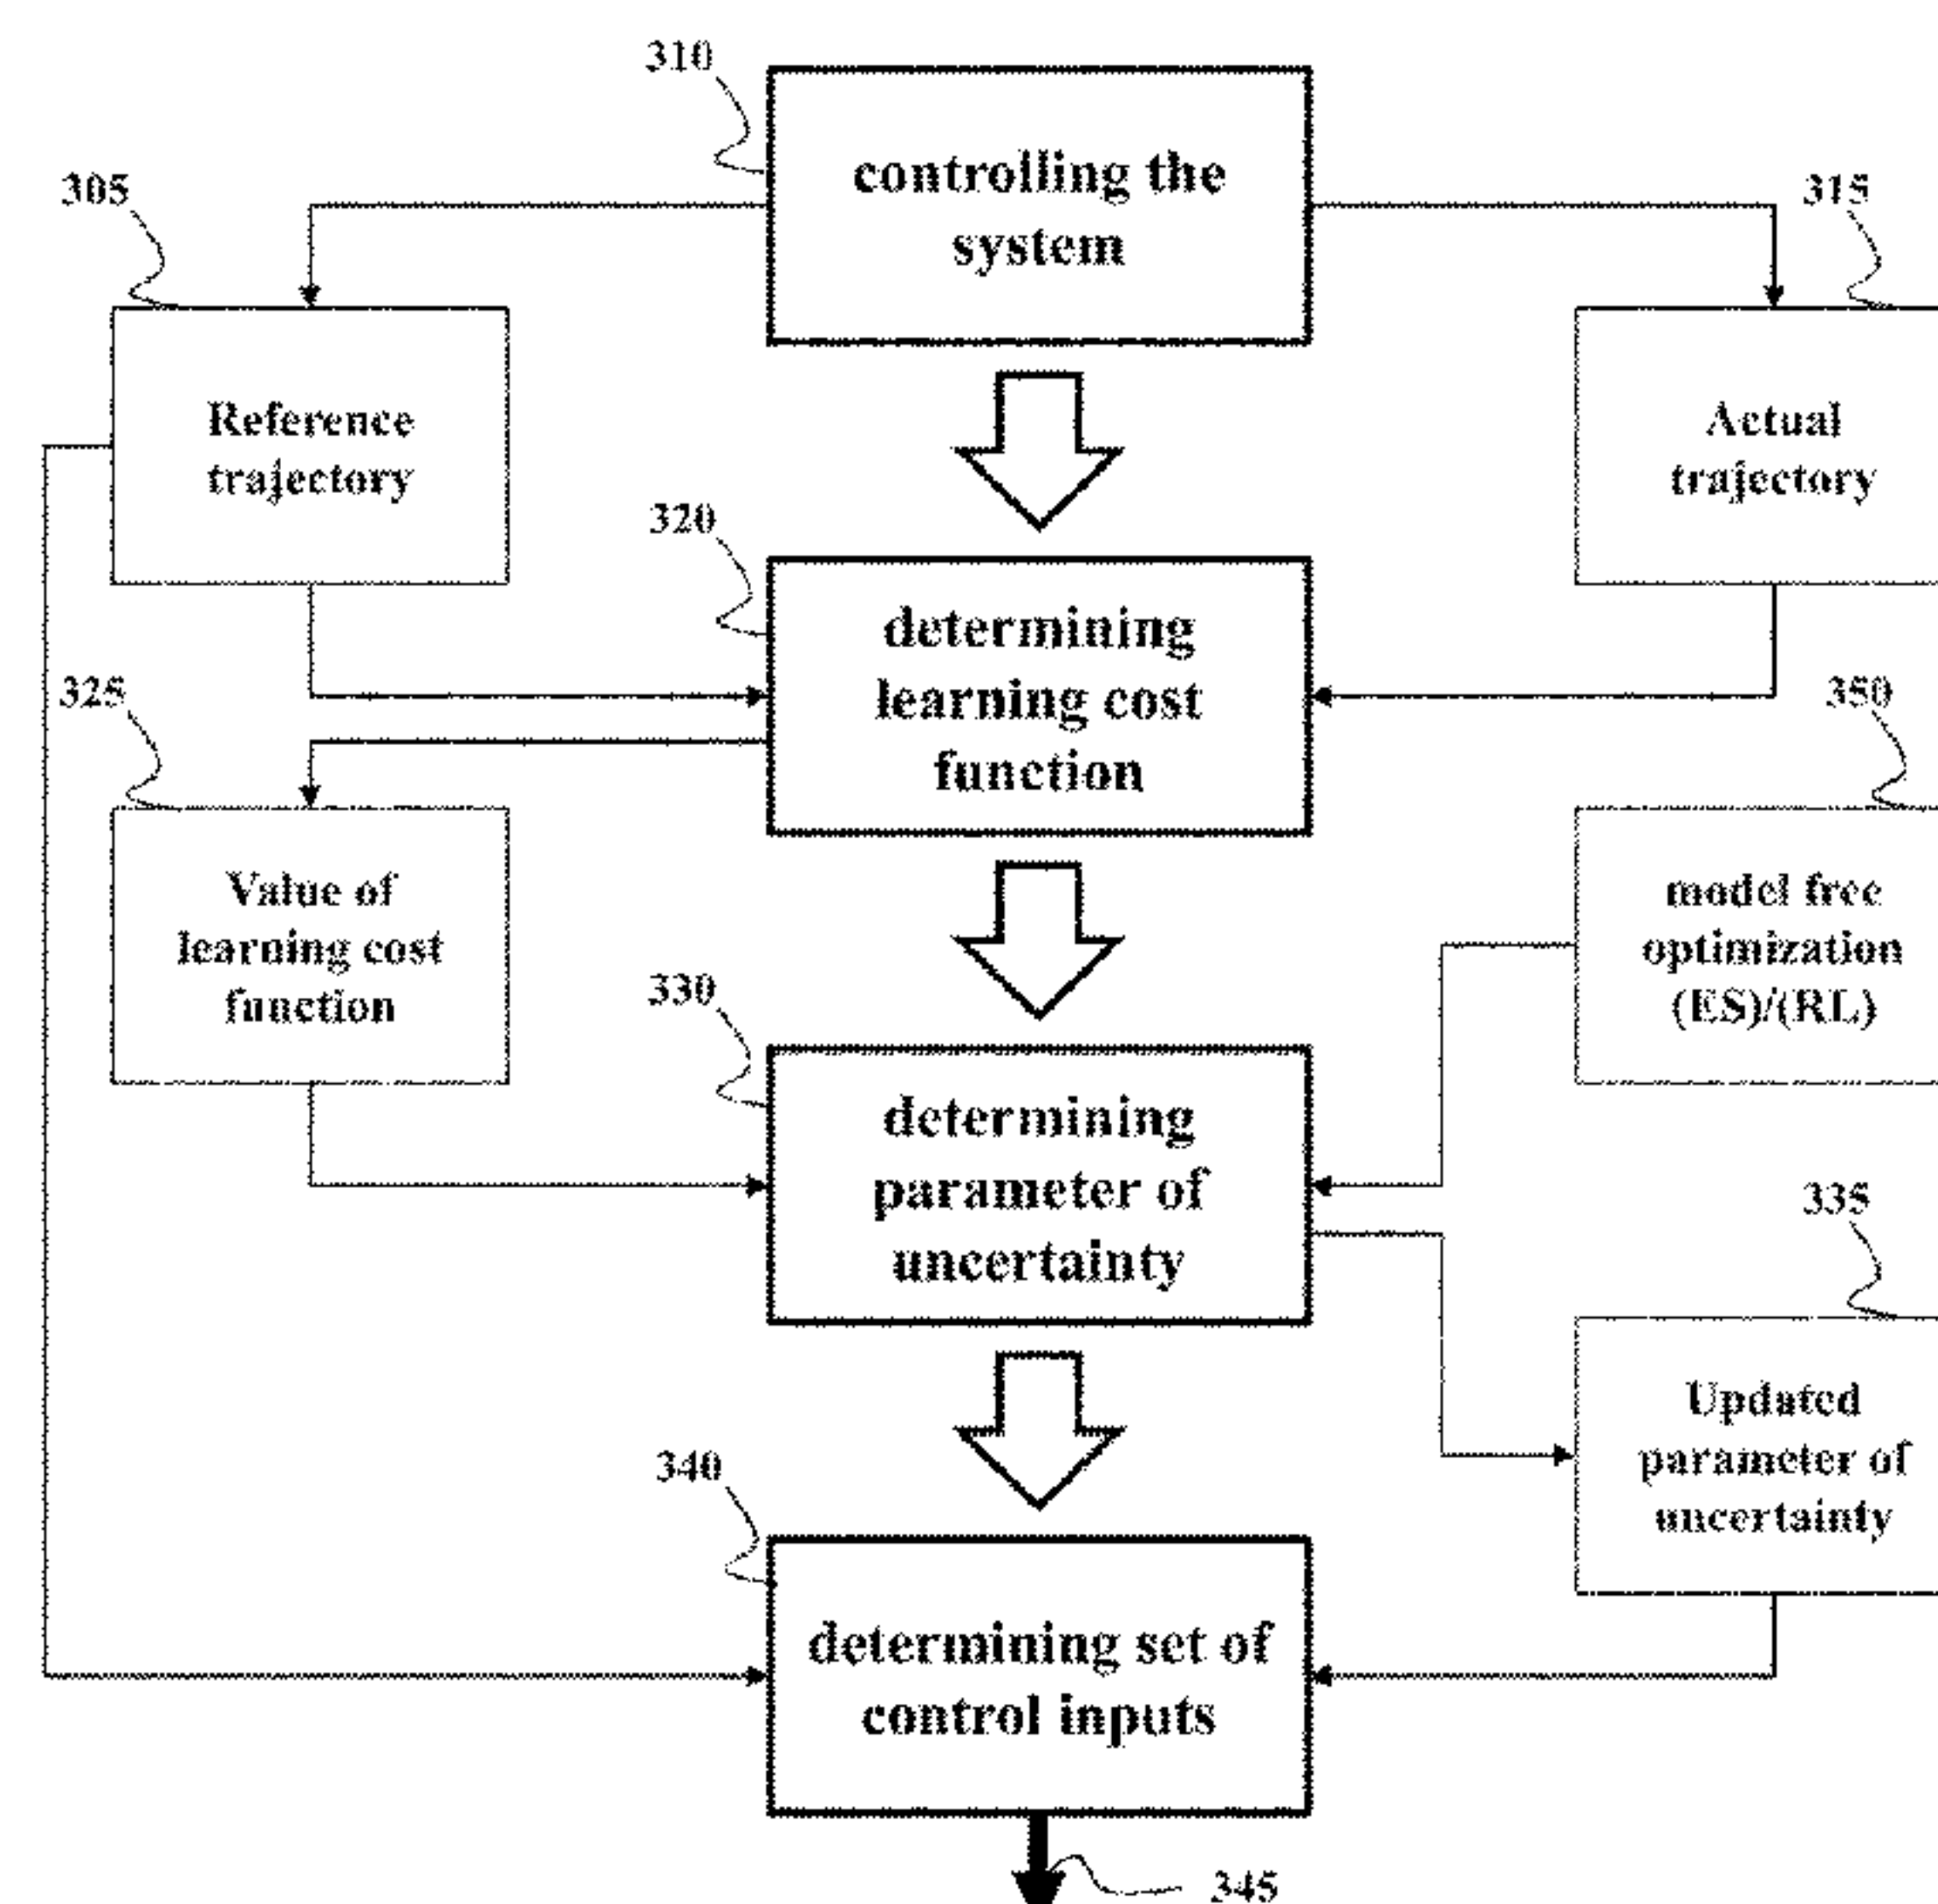 310
controlling the
system
305
315
Reference
trajectory
Actual
trajectory
320
determining
learning cost
function
325
350
Value of
learning cost
function
model free
optimization
(ES)/(RL)
330
determining
parameter of
uncertainty
335
Updated
parameter of
uncertainty
340
determining set of
control inputs
345